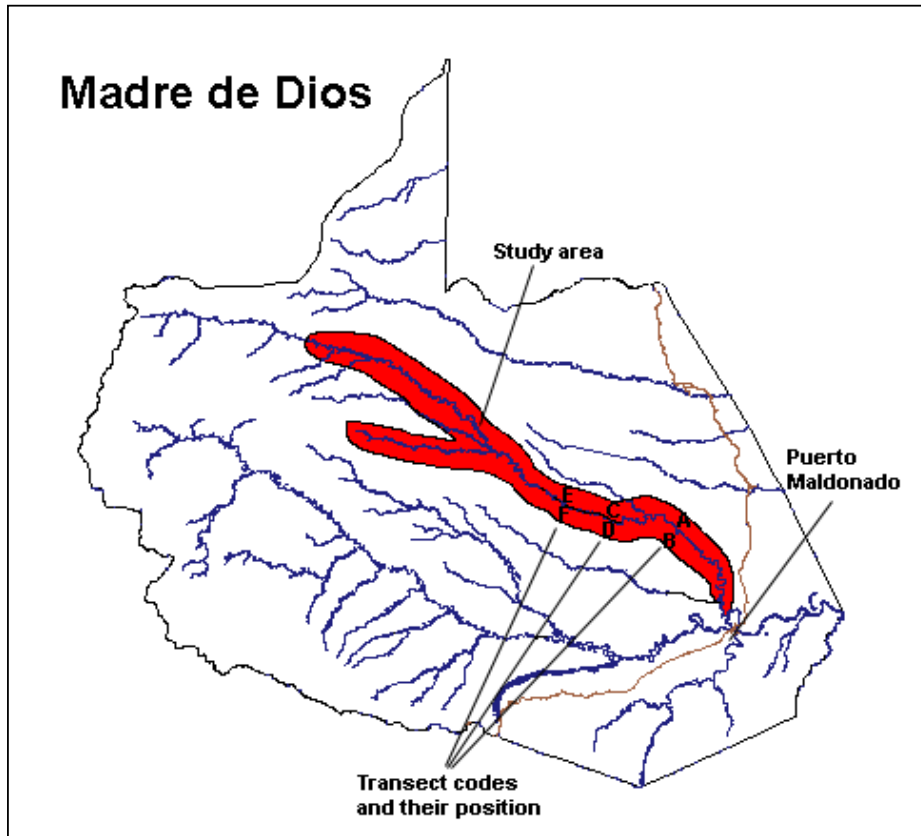 Madre de Dios
Study area
Puerto
Maldonado
E
C
A
F
D
B
Transect codes
and their position